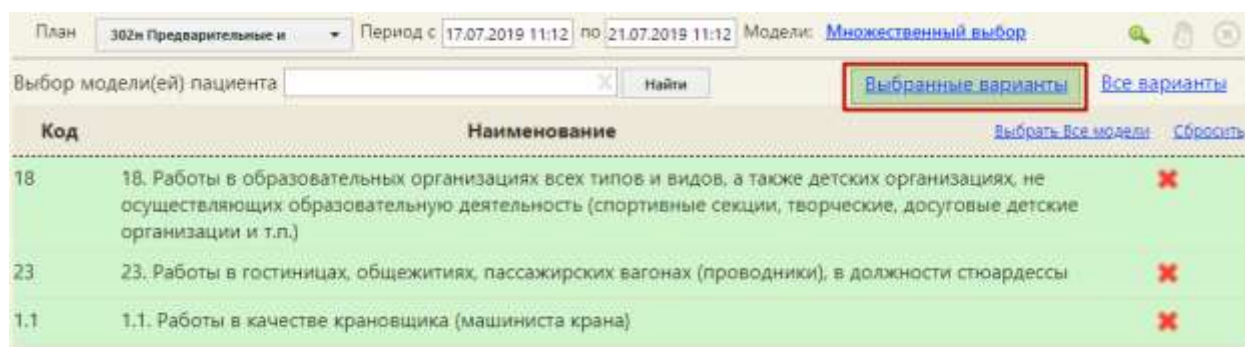 План 302н Предварительные и Период с 17.07.2019 11:12 по 21.07.2019 11:12 Модели: Множественный выбор
Выбор модели(ей) пациента Найти Выбранные варианты Все варианты
Код Наименование Выбрать Все модели Сбросить
18 18. Работы в образовательных организациях всех типов и видов, а также детских организациях, не
осуществляющих образовательную деятельность (спортивные секции, творческие, досуговые детские
организации и т.п.)
23 23. Работы в гостиницах, общежитиях, пассажирских вагонах (проводники), в должности стюардессы
1.1 1.1. Работы в качестве крановщика (машиниста крана)